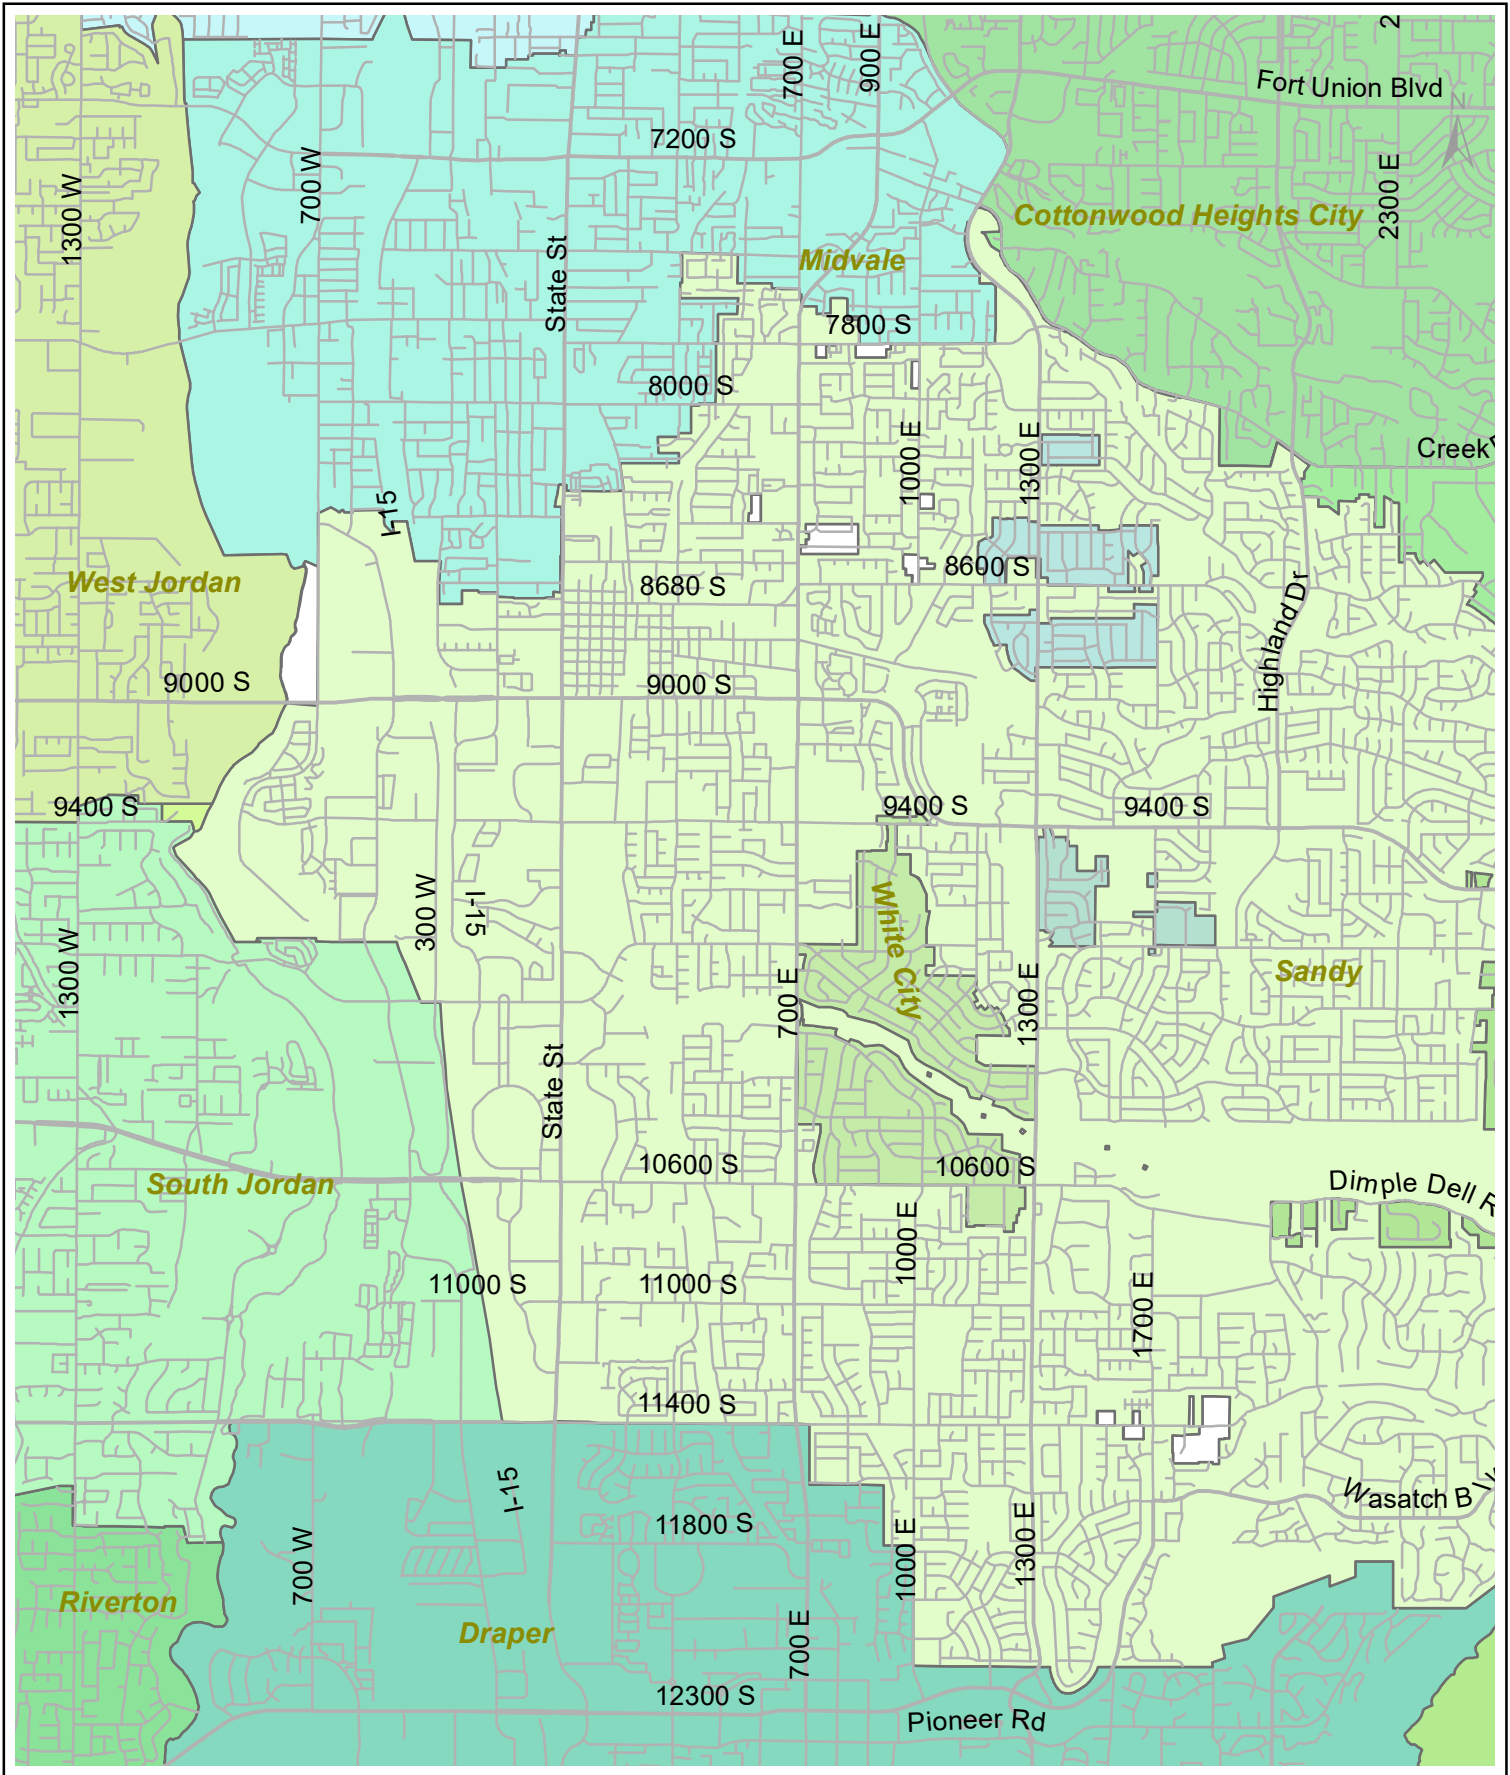 2
700 E
900 E
Fort Union Blvd
N
7200 S
1300 W
700 W
2300 E
Cottonwood Heights City
State St
Midvale
7800 S
8000 S
1000 E
1300 E
Creek
I-15
West Jordan
8600 S
8680 S
Highland Dr
9000 S
9000 S
9400 S
9400 S
9400 S
300 W
I-15
White City
1300 W
Sandy
700 E
1300 E
State St
South Jordan
10600 S
10600 S
Dimple Dell R
1000 E
11000 S
11000 S
1700 E
11400 S
I-15
Wasatch Blv
11800 S
700 W
1000 E
1300 E
Riverton
Draper
700 E
12300 S
Pioneer Rd